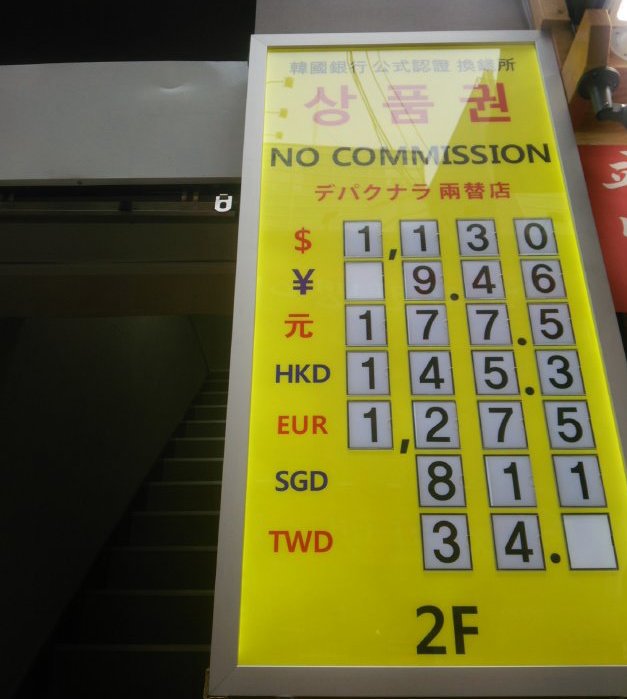 韓國銀行 公式認證 換錢所
상품권
NO COMMISSION
デパクナラ 兩替店
$ 1,130
¥ 9.46
元 177.5
HKD 145.3
EUR 1,275
SGD 811
TWD 34.
2F